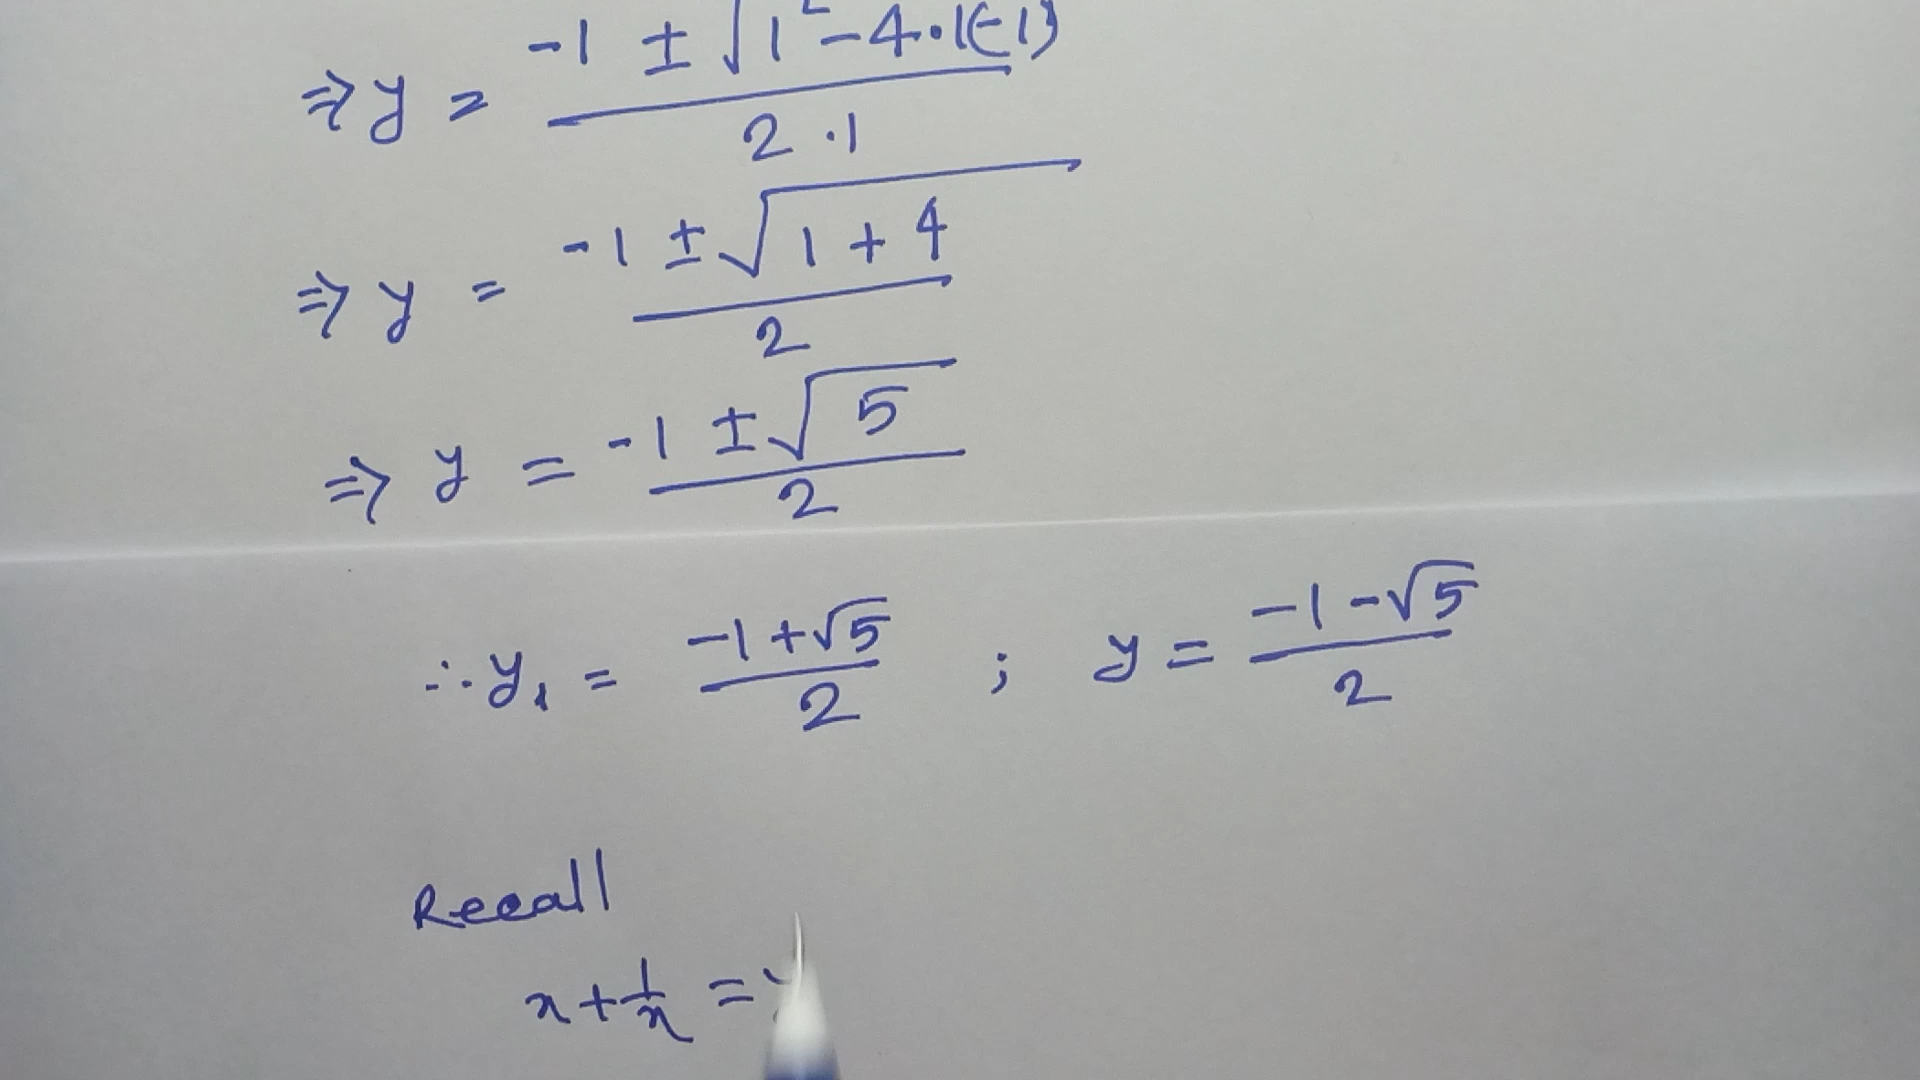 ⇒ y = (-1 ± √(1² - 4·1(-1))) / (2·1)
⇒ y = (-1 ± √(1 + 4)) / 2
⇒ y = (-1 ± √5) / 2
∴ y₁ = (-1 + √5) / 2 ; y = (-1 - √5) / 2
Recall
x + 1/x =